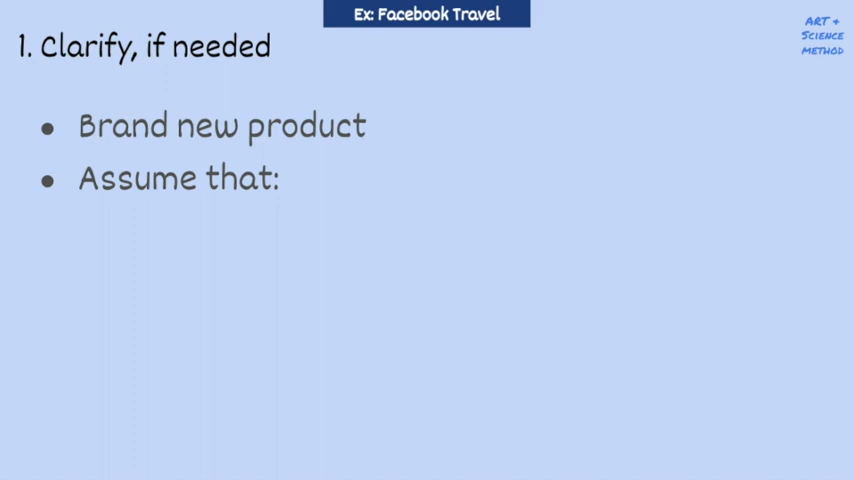 Ex: Facebook Travel
ART +
Science
method
1. Clarify, if needed
● Brand new product
● Assume that: